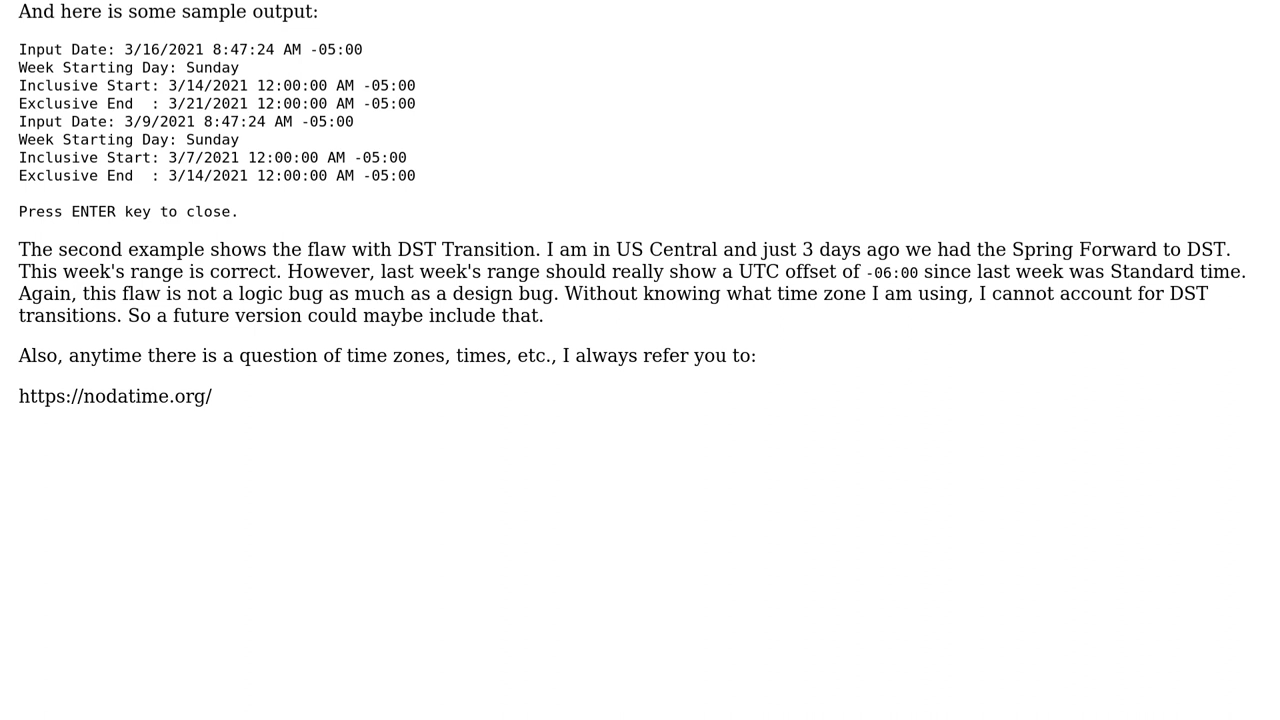 And here is some sample output:
Input Date: 3/16/2021 8:47:24 AM -05:00
Week Starting Day: Sunday
Inclusive Start: 3/14/2021 12:00:00 AM -05:00
Exclusive End  : 3/21/2021 12:00:00 AM -05:00
Input Date: 3/9/2021 8:47:24 AM -05:00
Week Starting Day: Sunday
Inclusive Start: 3/7/2021 12:00:00 AM -05:00
Exclusive End  : 3/14/2021 12:00:00 AM -05:00
Press ENTER key to close.
The second example shows the flaw with DST Transition. I am in US Central and just 3 days ago we had the Spring Forward to DST.
This week's range is correct. However, last week's range should really show a UTC offset of -06:00 since last week was Standard time.
Again, this flaw is not a logic bug as much as a design bug. Without knowing what time zone I am using, I cannot account for DST
transitions. So a future version could maybe include that.
Also, anytime there is a question of time zones, times, etc., I always refer you to:
https://nodatime.org/